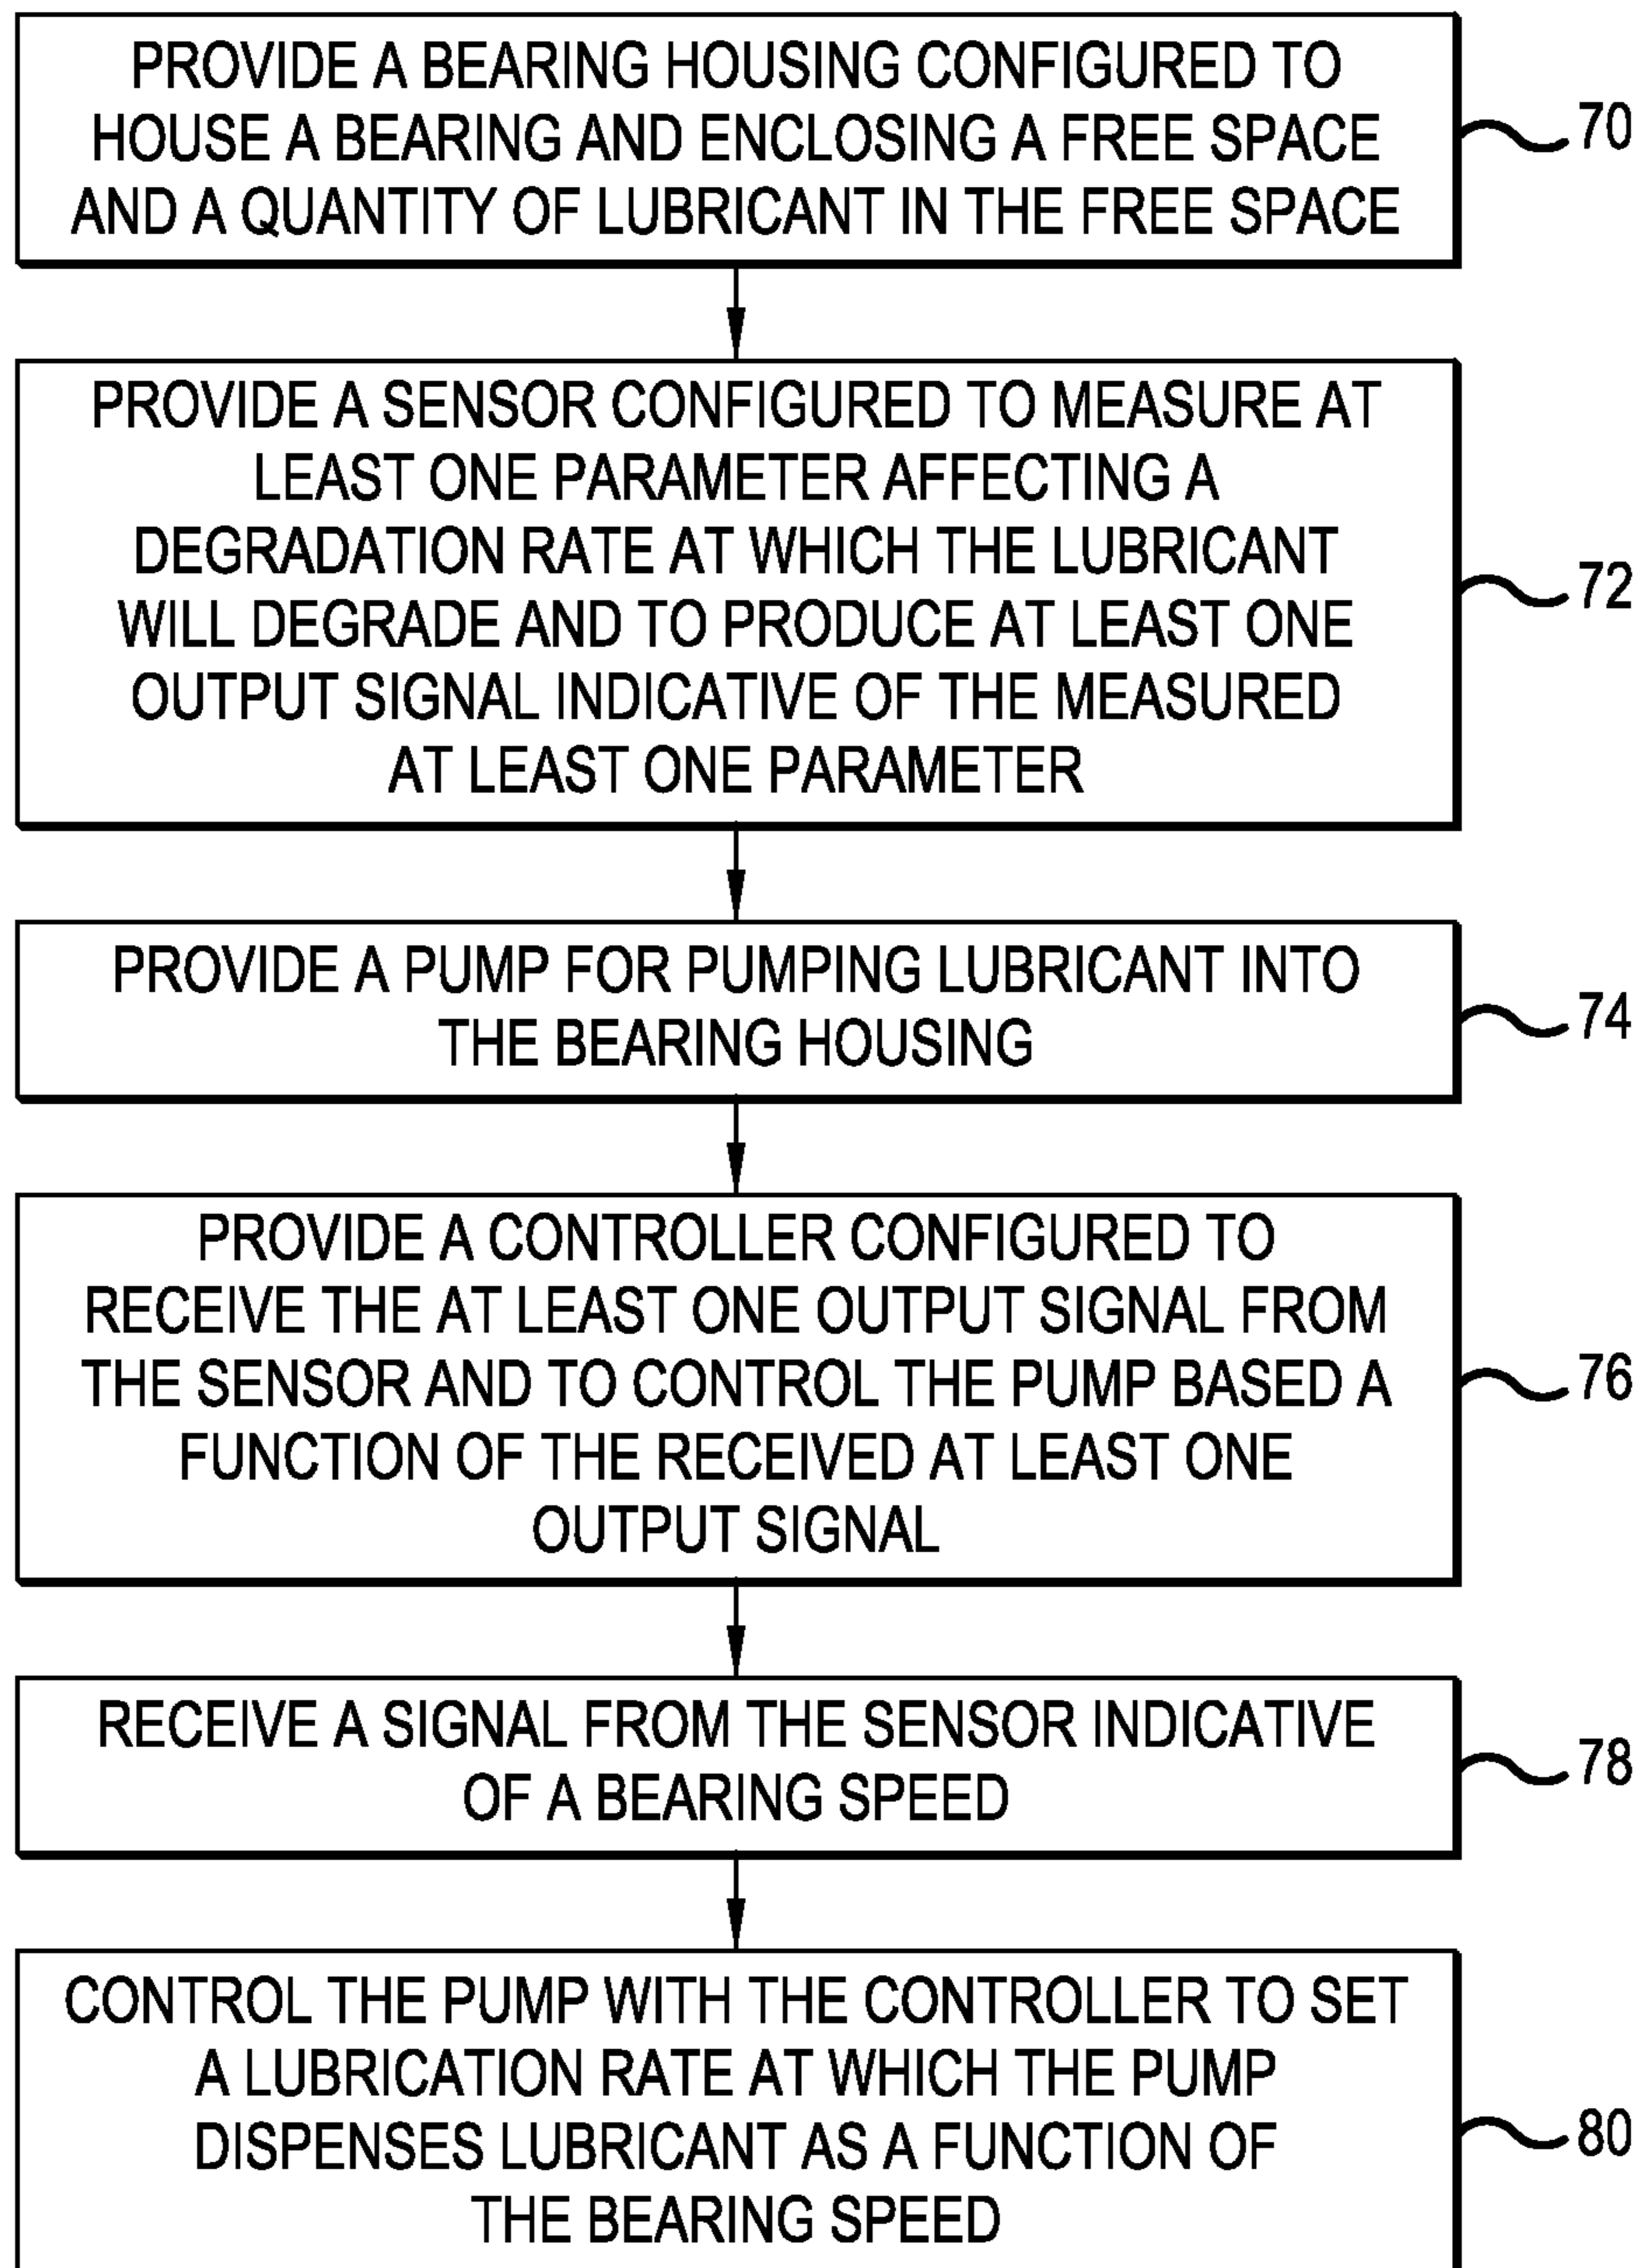 PROVIDE A BEARING HOUSING CONFIGURED TO
HOUSE A BEARING AND ENCLOSING A FREE SPACE
AND A QUANTITIY OF LUBRICANT IN THE FREE SPACE
70
PROVIDE A SENSOR CONFIGURED TO MEASURE AT
LEAST ONE PARAMETER AFFECTING A
DEGRADATION RATE AT WHICH THE LUBRICANT
WILL DEGRADE AND TO PRODUCE AT LEAST ONE
OUTPUT SIGNAL INDICATIVE OF THE MEASURED
AT LEAST ONE PARAMETER
72
PROVIDE A PUMP FOR PUMPING LUBRICANT INTO
THE BEARING HOUSING
74
PROVIDE A CONTROLLER CONFIGURED TO
RECEIVE THE AT LEAST ONE OUTPUT SIGNAL FROM
THE SENSOR AND TO CONTROL THE PUMP BASED A
FUNCTION OF THE RECEIVED AT LEAST ONE
OUTPUT SIGNAL
76
RECEIVE A SIGNAL FROM THE SENSOR INDICATIVE
OF A BEARING SPEED
78
CONTROL THE PUMP WITH THE CONTROLLER TO SET
A LUBRICATION RATE AT WHICH THE PUMP
DISPENSES LUBRICANT AS A FUNCTION OF
THE BEARING SPEED
80